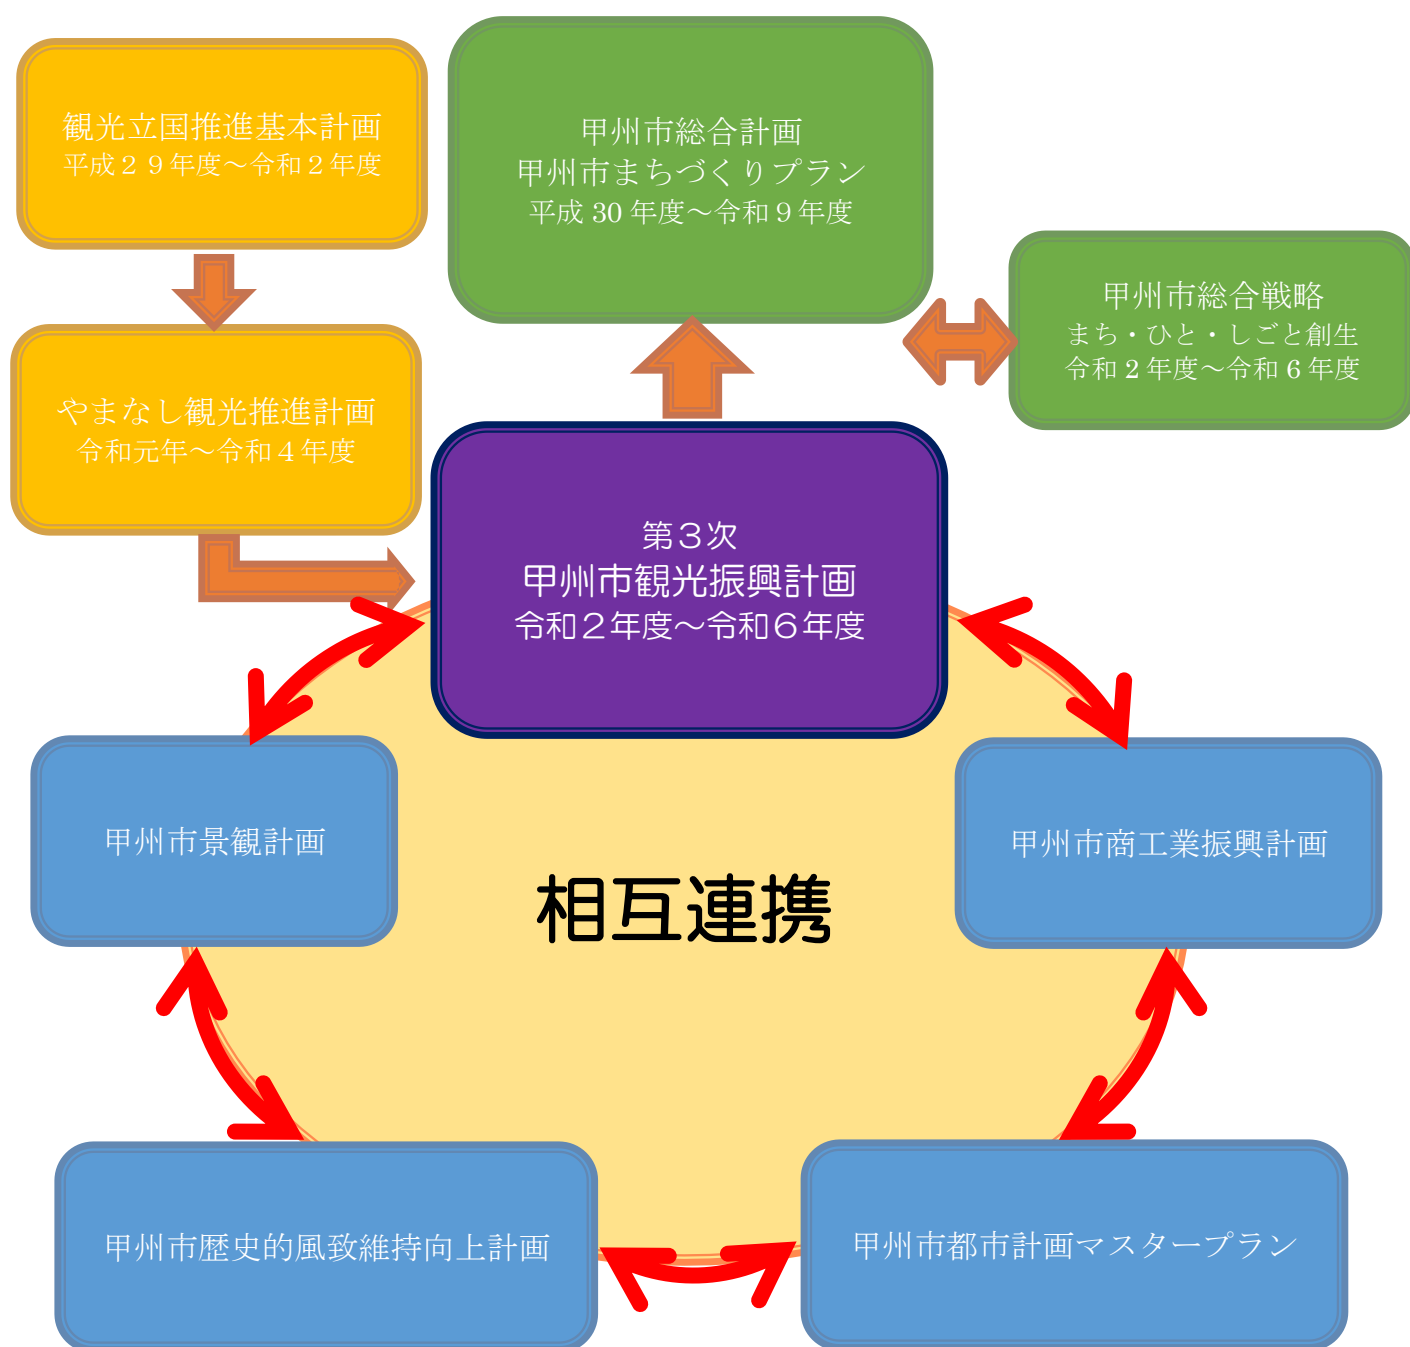 観光立国推進基本計画
平成２９年度～令和２年度
甲州市総合計画
甲州市まちづくりプラン
平成 30 年度～令和９年度
甲州市総合戦略
まち・ひと・しごと創生
令和 2 年度～令和 6 年度
やまなし観光推進計画
令和元年～令和４年度
第３次
甲州市観光振興計画
令和２年度～令和６年度
甲州市景観計画
甲州市商工業振興計画
相互連携
甲州市歴史的風致維持向上計画
甲州市都市計画マスタープラン